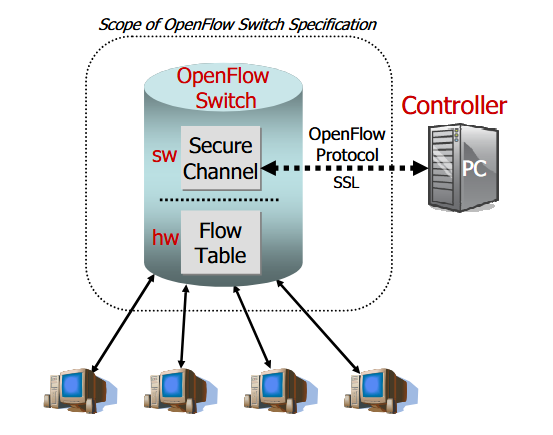 Scope of OpenFlow Switch Specification
OpenFlow
Switch
Controller
sw
Secure
Channel
OpenFlow
Protocol
SSL
PC
hw
Flow
Table